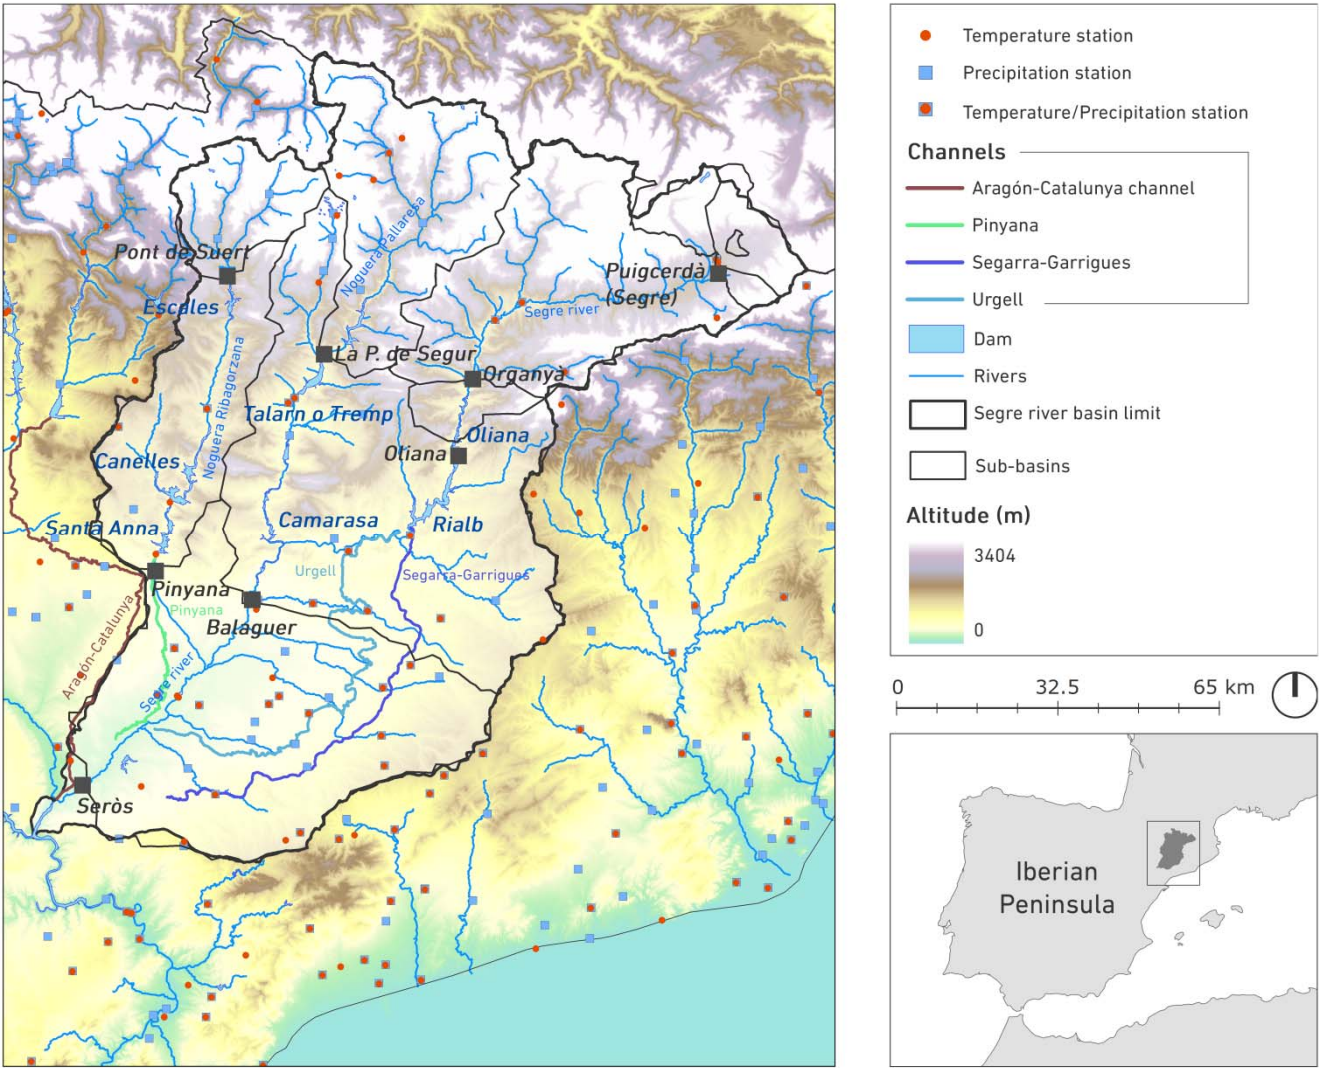 Pont de Suert
Escales
Noguera Ribagorzana
Noguera Pallaresa
La P. de Segur
Talarn o Tremp
Puigcerdà
(Segre)
Segre river
Organyà
Oliana
Oliana
Canelles
Santa Anna
Camarasa
Rialb
Urgell
Segarra-Garrigues
Pinyana
Pinyana
Balaguer
Aragón-Catalunya
Segre river
Seròs
Temperature station
Precipitation station
Temperature/Precipitation station
Channels
Aragón-Catalunya channel
Pinyana
Segarra-Garrigues
Urgell
Dam
Rivers
Segre river basin limit
Sub-basins
Altitude (m)
3404
0
0 32.5 65 km
Iberian
Peninsula